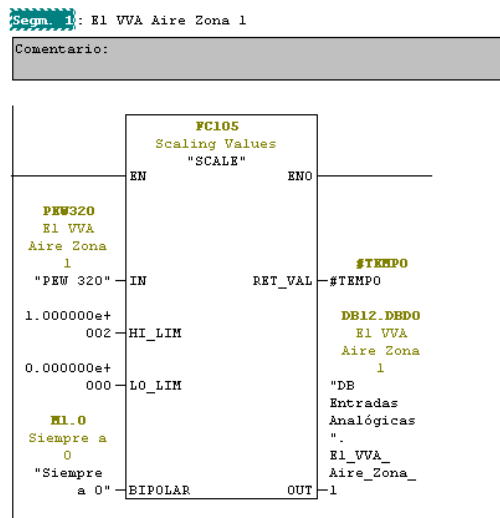 Segm. 1: El VVA Aire Zona 1
Comentario:
FC105
Scaling Values
"SCALE"
EN ENO
PEW320
El VVA
Aire Zona
1
"PEW 320" IN
#TEMPO
RET_VAL #TEMPO
1.000000e+
002 HI_LIM
0.000000e+
000 LO_LIM
M1.0
Siempre a
0
"Siempre
a 0" BIPOLAR
DB12.DBD0
El VVA
Aire Zona
1
"DB
Entradas
Analógicas
".
El_VVA_
Aire_Zona_
OUT 1